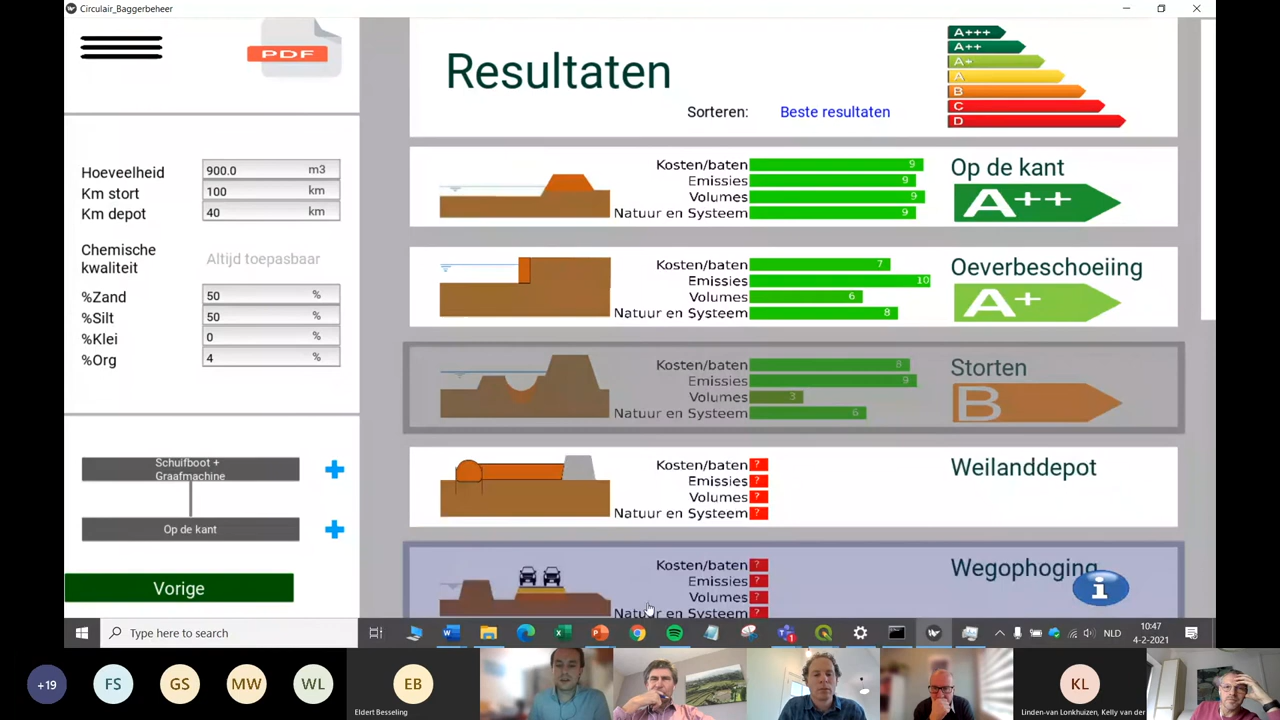 Circulair_Baggerbeheer
PDF
Resultaten
Sorteren: Beste resultaten
A+++
A++
A+
A
B
C
D
Hoeveelheid 900.0 m3
Km stort 100 km
Km depot 40 km
Chemische
kwaliteit
Altijd toepasbaar
%Zand 50 %
%Silt 50 %
%Klei 0 %
%Org 4 %
Schuifboot +
Graafmachine
Op de kant
Vorige
Kosten/baten 9
Emissies 9
Volumes 9
Natuur en Systeem 9
Op de kant
A++
Kosten/baten 7
Emissies 10
Volumes 6
Natuur en Systeem 8
Oeverbeschoeiing
A+
Kosten/baten 8
Emissies 9
Volumes 3
Natuur en Systeem 6
Storten
B
Kosten/baten ?
Emissies ?
Volumes ?
Natuur en Systeem ?
Weilanddepot
Kosten/baten ?
Emissies ?
Volumes ?
Natuur en Systeem ?
Wegophoging
i
Type here to search
NLD
10:47
4-2-2021
+19
FS
GS
MW
WL
EB
Eldert Besseling
KL
Linden-van Lonkhuizen, Kelly van der